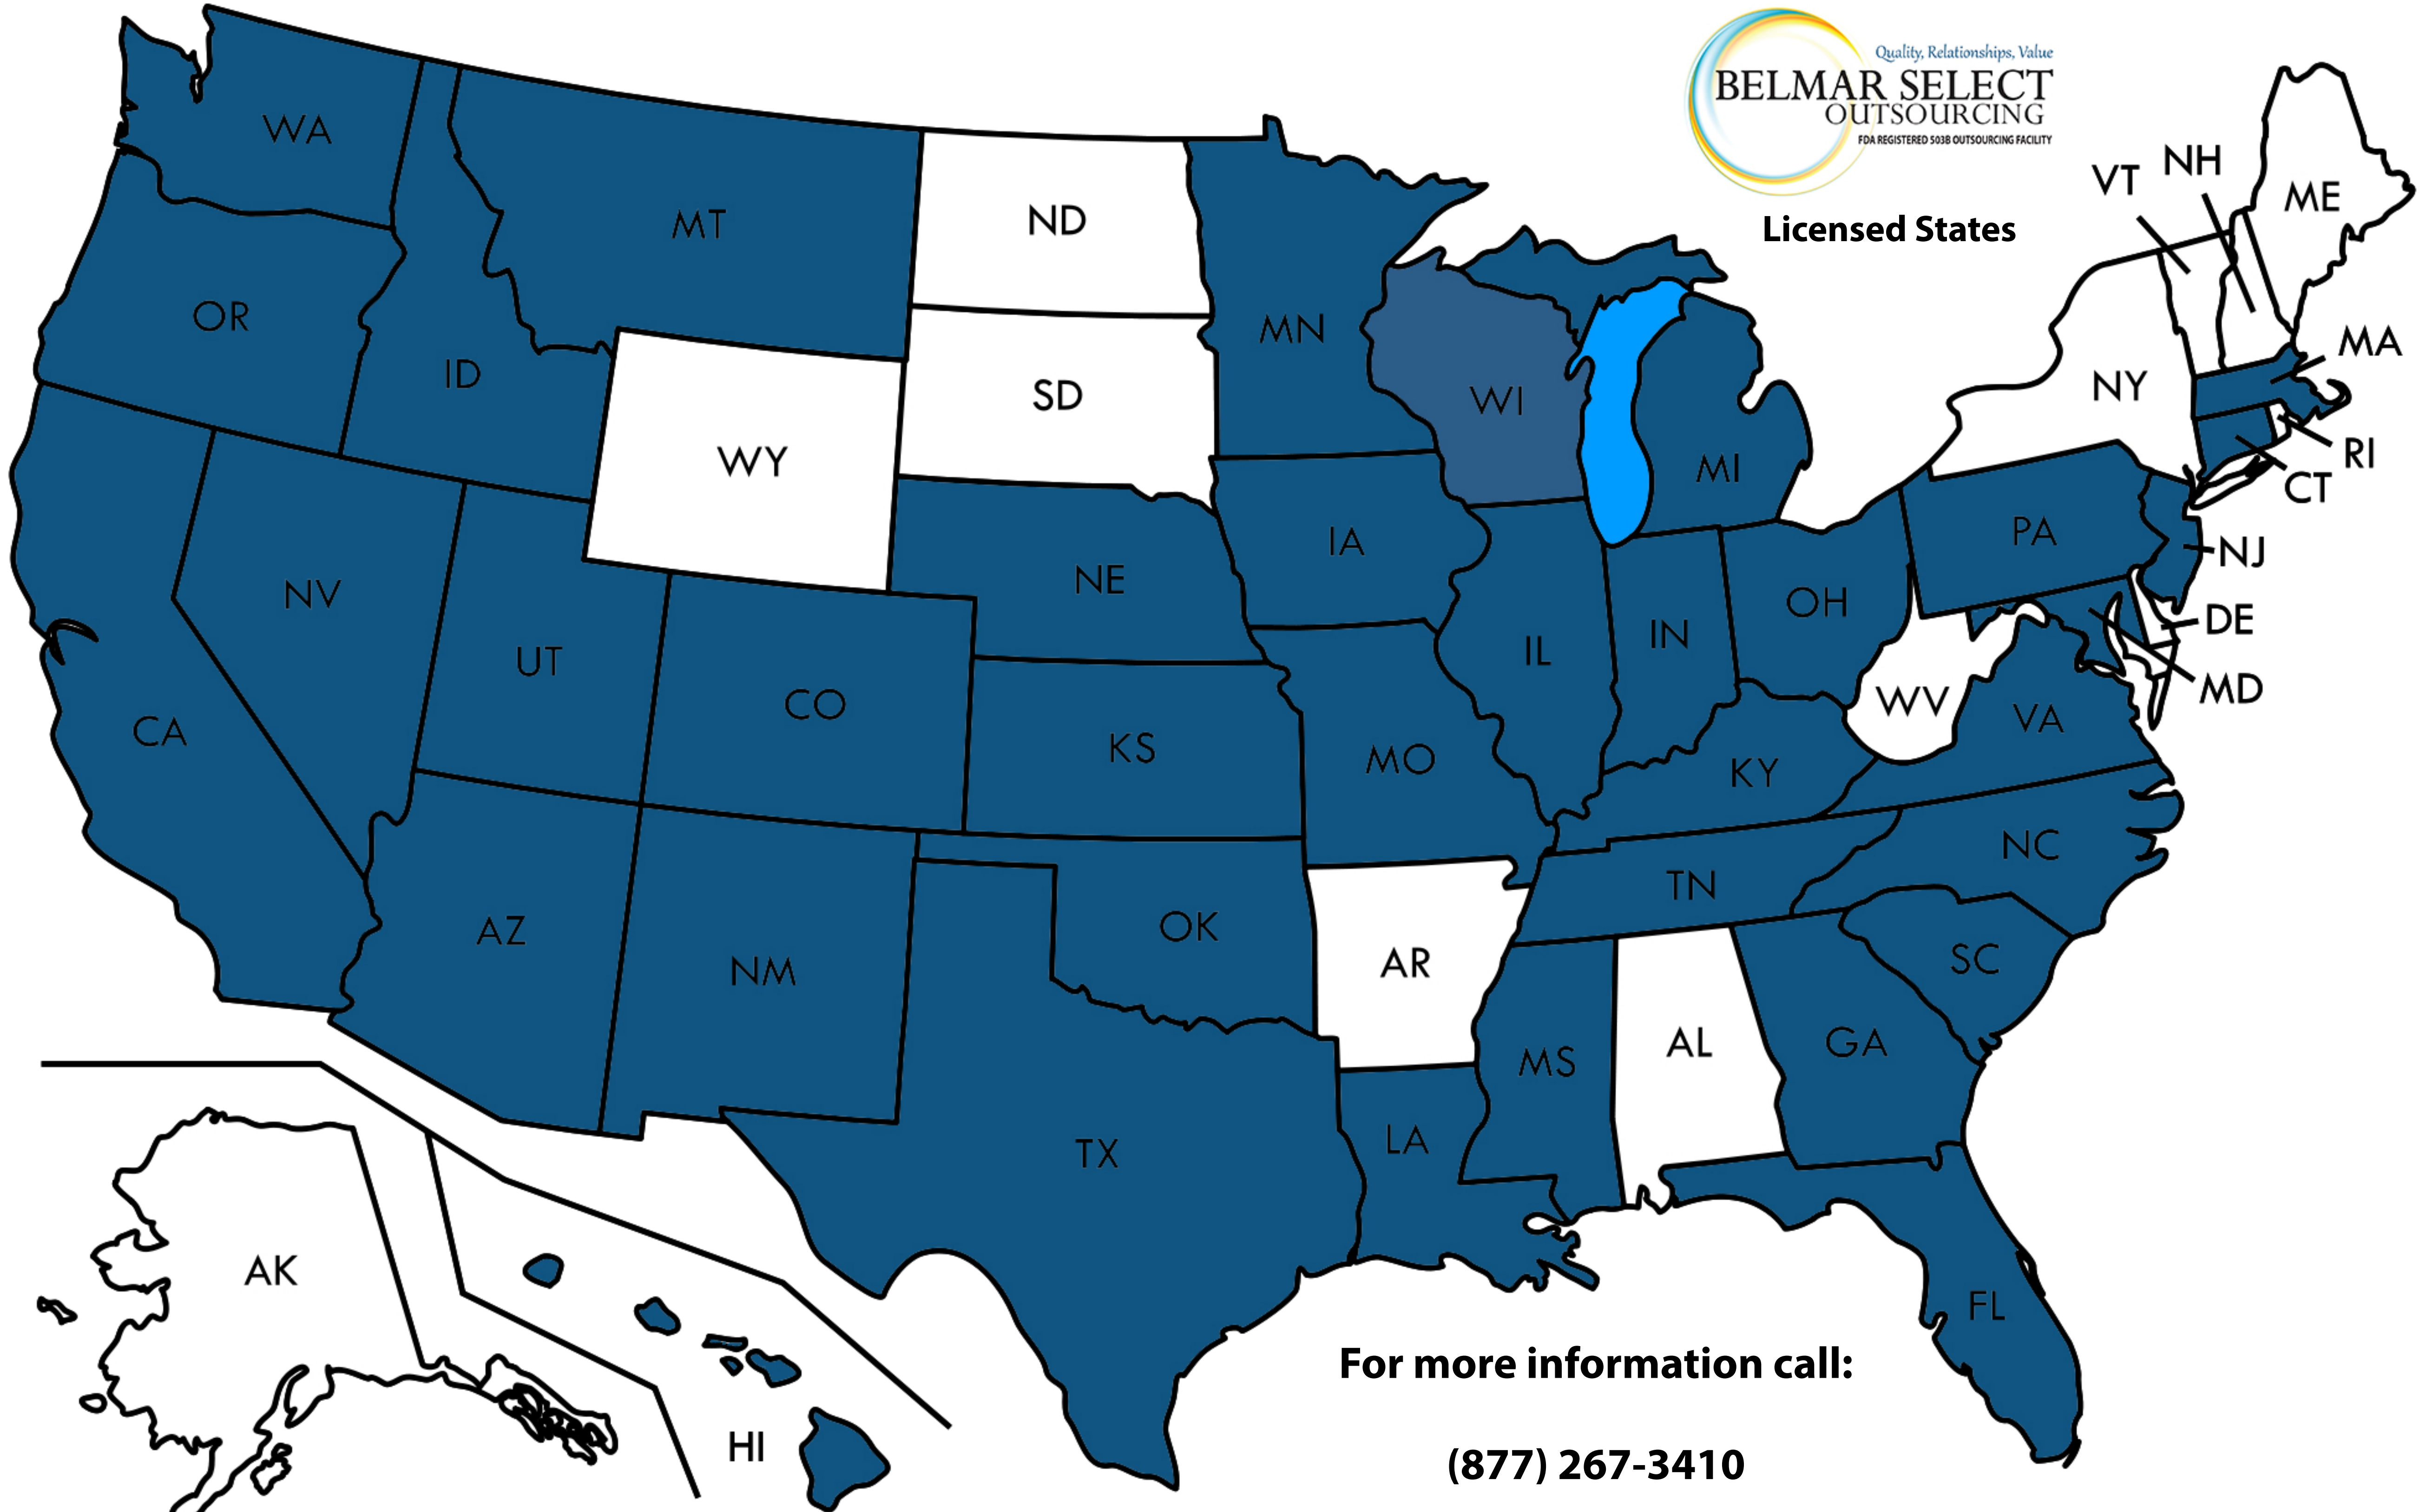 Quality, Relationships, Value
BELMAR SELECT
OUTSOURCING
FDA REGISTERED 503B OUTSOURCING FACILITY
Licensed States
WA
MT
ND
MN
VT
NH
ME
OR
ID
WY
SD
WI
MI
NY
MA
RI
CT
NV
UT
CO
NE
IA
IL
IN
OH
PA
NJ
DE
MD
CA
KS
MO
KY
WV
VA
AZ
NM
OK
AR
TN
NC
SC
TX
LA
MS
AL
GA
FL
AK
HI
For more information call:
(877) 267-3410